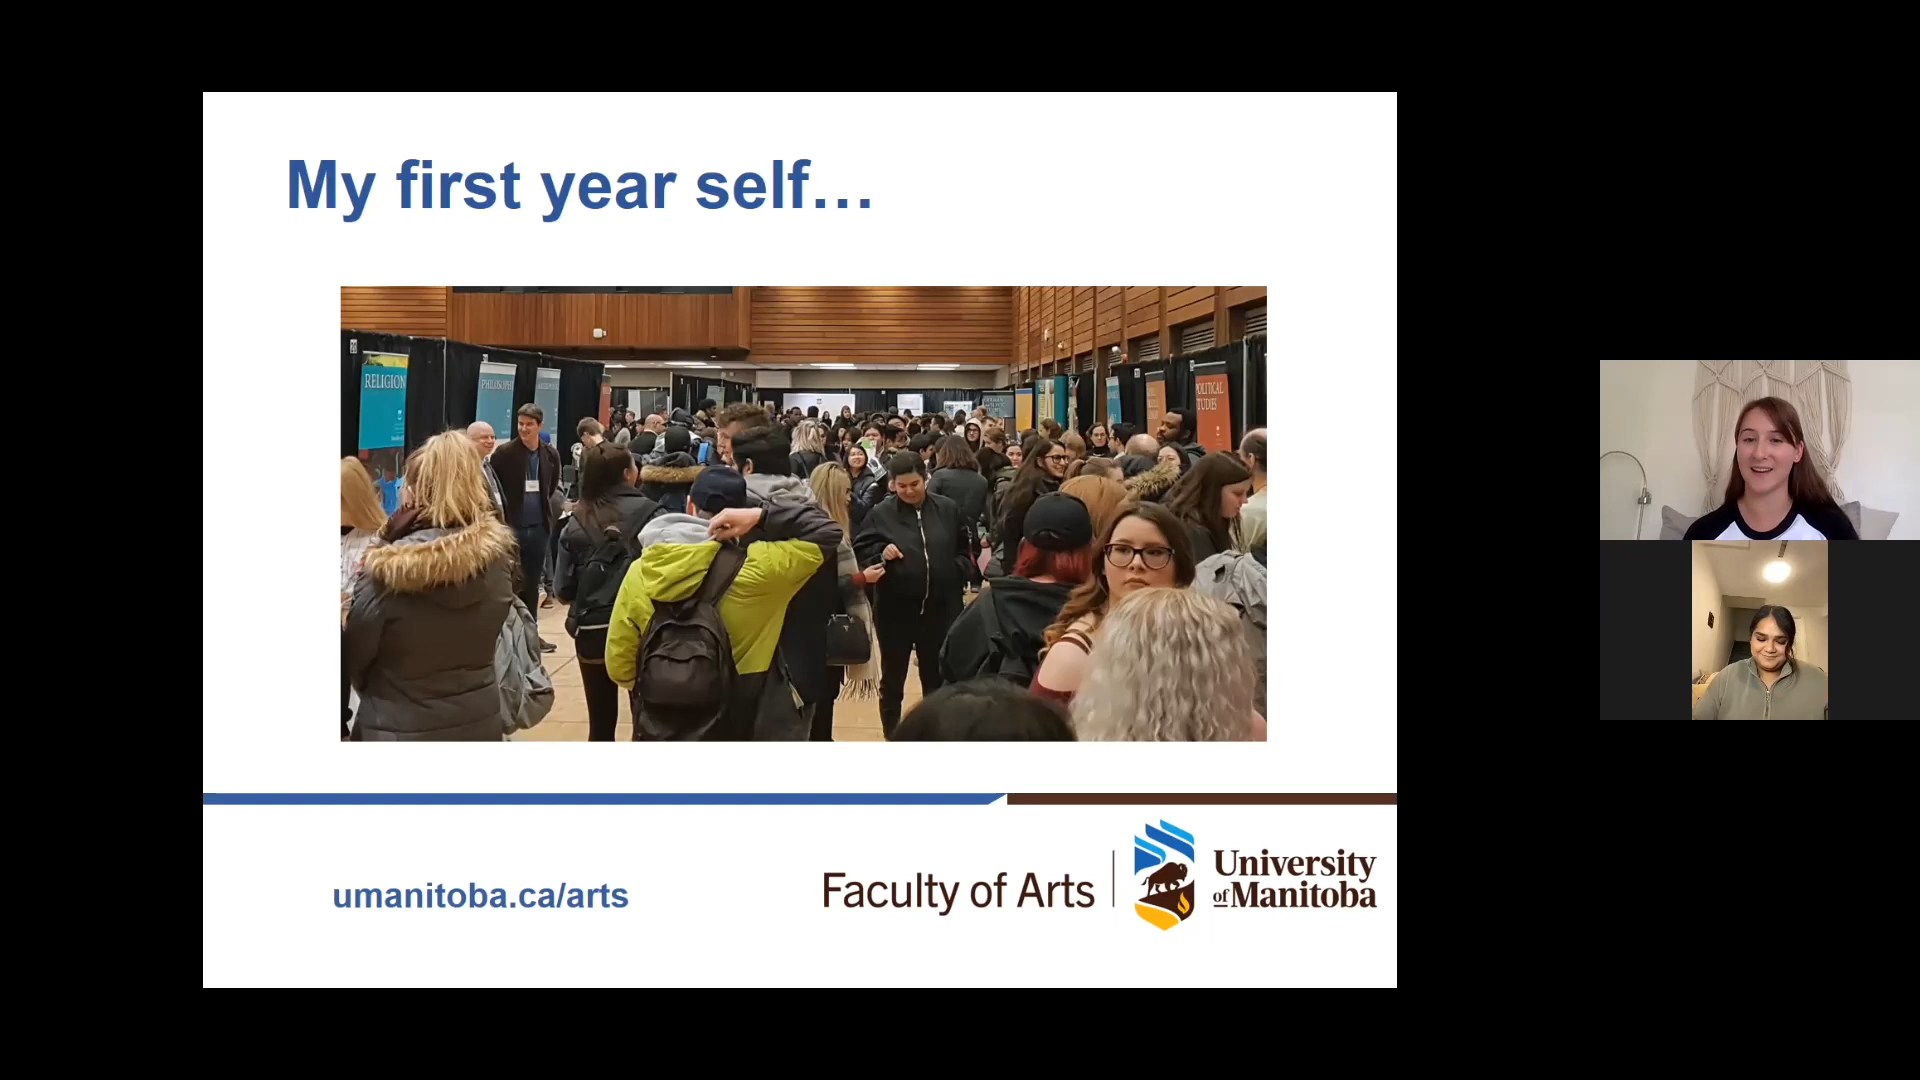 My first year self…
RELIGION
PHILOSOPHY
POLITICAL
STUDIES
umanitoba.ca/arts
Faculty of Arts
University
of Manitoba